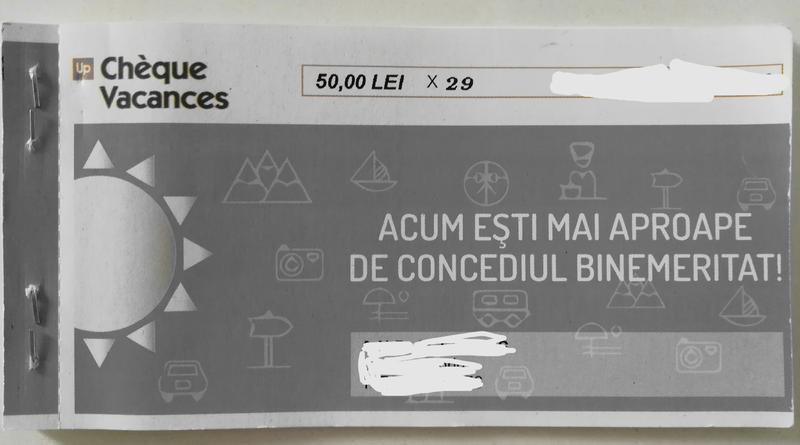 Up Chèque
Vacances
50,00 LEI X 29
ACUM EŞTI MAI APROAPE
DE CONCEDIUL BINEMERITAT!